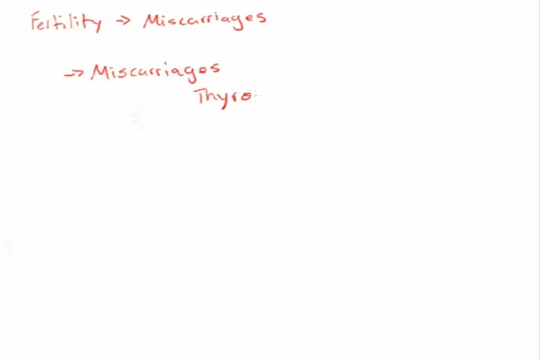 Fertility → Miscarriages
→ Miscarriages
Thyro